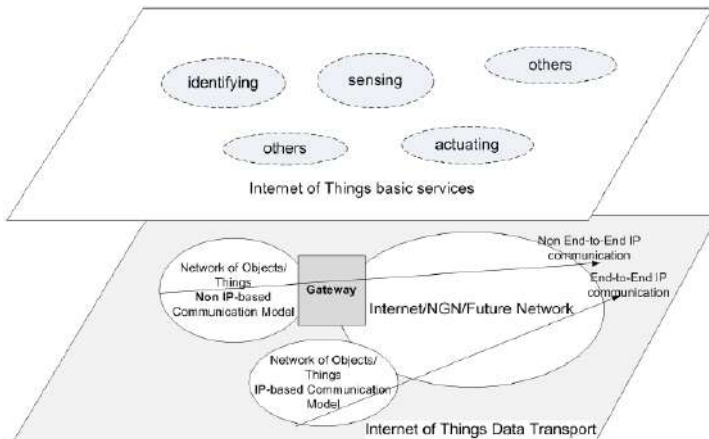 identifying
sensing
others
others
actuating
Internet of Things basic services
Non End-to-End IP
communication
Network of Objects/
Things
Non IP-based
Communication Model
Gateway
End-to-End IP
communication
Internet/NGN/Future Network
Network of Objects/
Things
IP-based Communication
Model
Internet of Things Data Transport